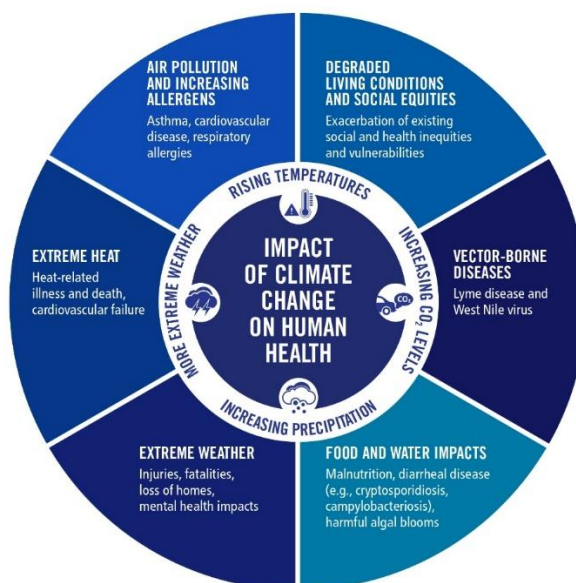 AIR POLLUTION
AND INCREASING
ALLERGENS
Asthma, cardiovascular
disease, respiratory
allergies
DEGRADED
LIVING CONDITIONS
AND SOCIAL EQUITIES
Exacerbation of existing
social and health inequities
and vulnerabilities
EXTREME HEAT
Heat-related
illness and death,
cardiovascular failure
RISING TEMPERATURES
MORE EXTREME WEATHER
IMPACT
OF CLIMATE
CHANGE
ON HUMAN
HEALTH
CO₂
INCREASING CO₂ LEVELS
INCREASING PRECIPITATION
VECTOR-BORNE
DISEASES
Lyme disease and
West Nile virus
EXTREME WEATHER
Injuries, fatalities,
loss of homes,
mental health impacts
FOOD AND WATER IMPACTS
Malnutrition, diarrheal disease
(e.g., cryptosporidiosis,
campylobacteriosis),
harmful algal blooms